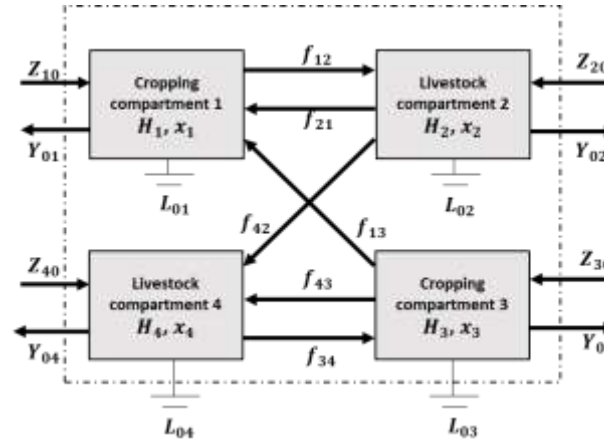 Z₁₀
Cropping
compartment 1
H₁, x₁
Y₀₁
L₀₁
f₁₂
f₂₁
Livestock
compartment 2
H₂, x₂
Z₂₀
Y₀₂
L₀₂
f₄₂
f₁₃
Z₄₀
Livestock
compartment 4
H₄, x₄
Y₀₄
L₀₄
f₄₃
f₃₄
Cropping
compartment 3
H₃, x₃
L₀₃